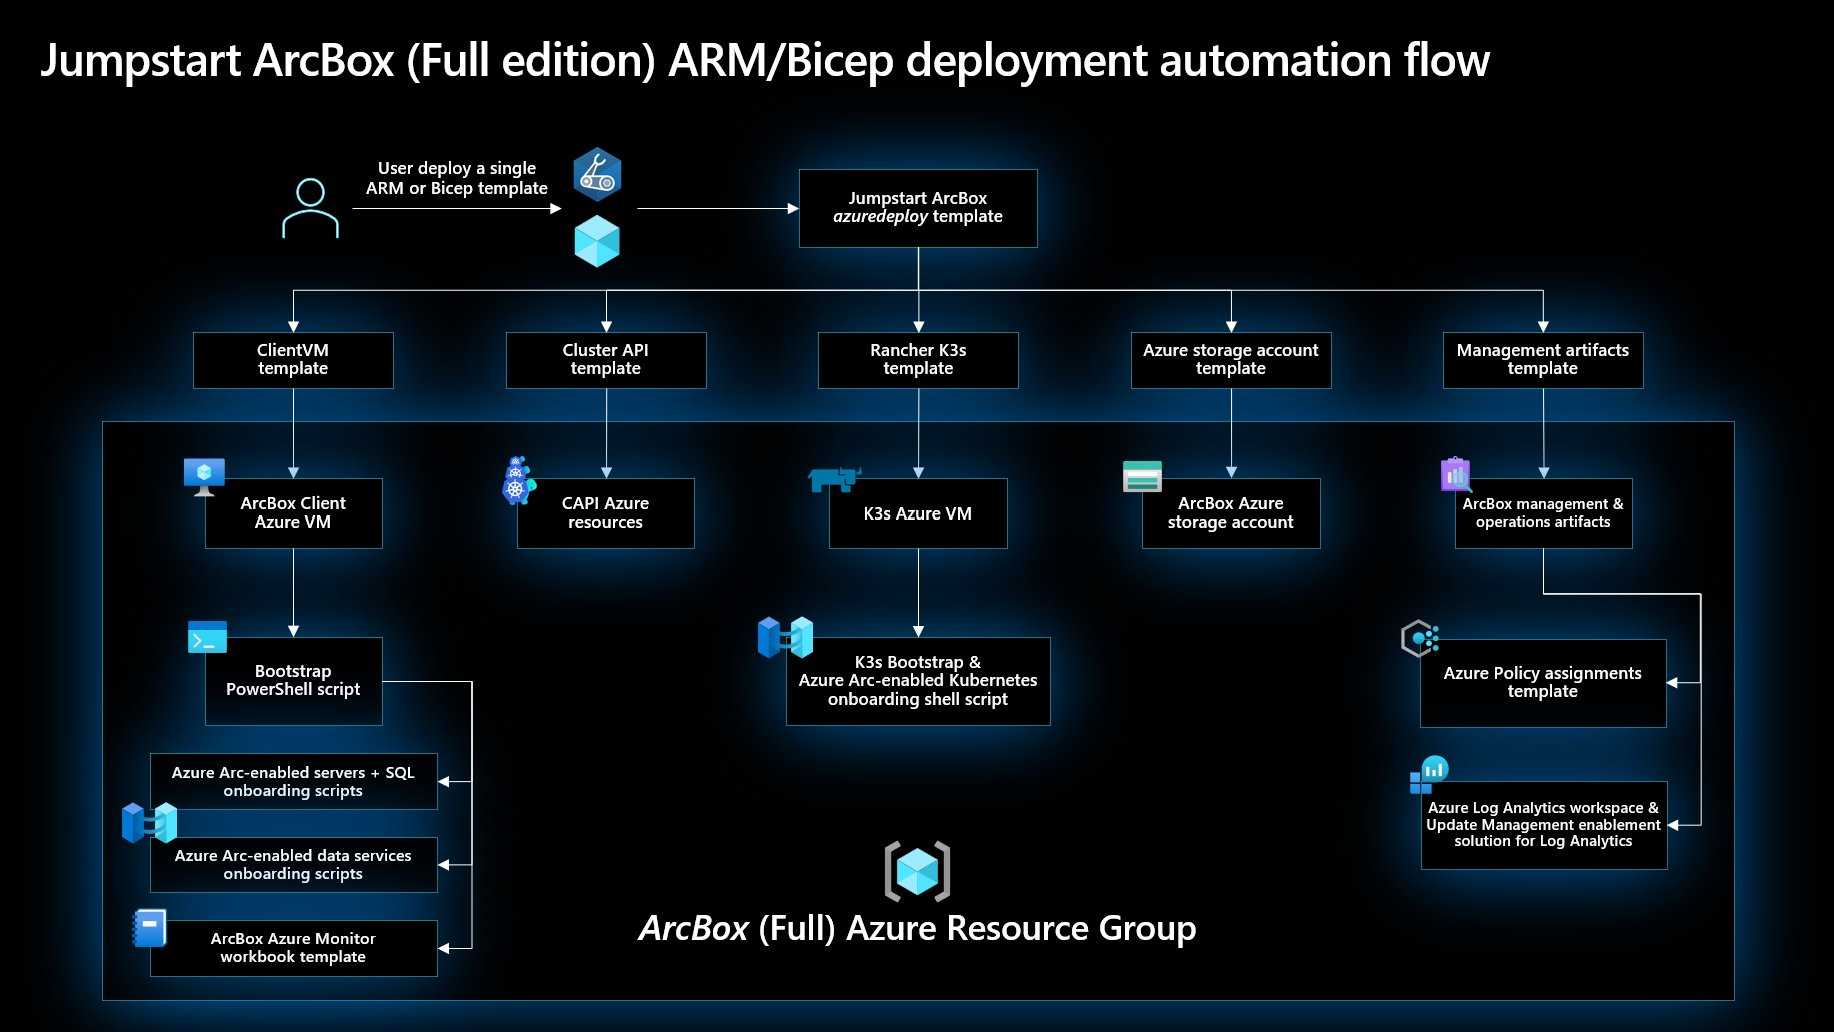 Jumpstart ArcBox (Full edition) ARM/Bicep deployment automation flow
User deploy a single
ARM or Bicep template
Jumpstart ArcBox
azuredeploy template
ClientVM
template
Cluster API
template
Rancher K3s
template
Azure storage account
template
Management artifacts
template
ArcBox Client
Azure VM
CAPI Azure
resources
K3s Azure VM
ArcBox Azure
storage account
ArcBox management &
operations artifacts
Bootstrap
PowerShell script
K3s Bootstrap &
Azure Arc-enabled Kubernetes
onboarding shell script
Azure Policy assignments
template
Azure Arc-enabled servers + SQL
onboarding scripts
Azure Arc-enabled data services
onboarding scripts
ArcBox Azure Monitor
workbook template
Azure Log Analytics workspace &
Update Management enablement
solution for Log Analytics
ArcBox (Full) Azure Resource Group